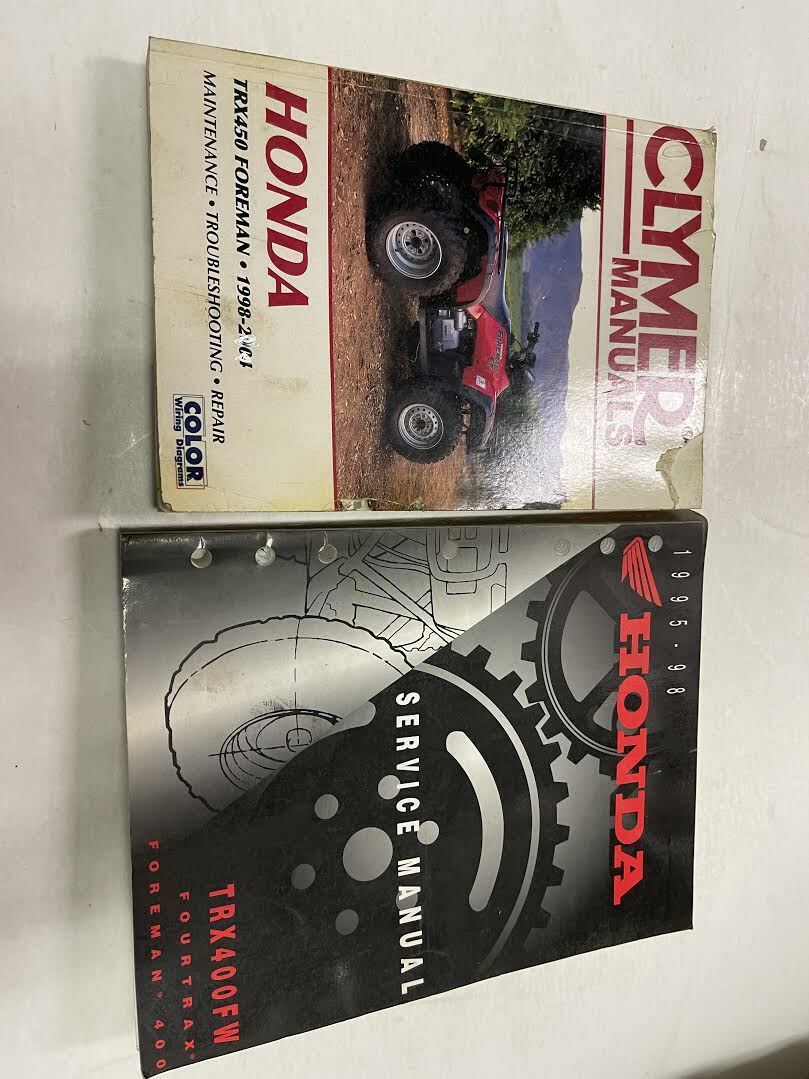 CLYMER®
MANUALS
HONDA
TRX450 FOREMAN • 1998-2004
MAINTENANCE • TROUBLESHOOTING • REPAIR
COLOR
Wiring Diagrams
1995-98
HONDA
SERVICE MANUAL
TRX400FW
FOURTRAX®
FOREMAN® 400